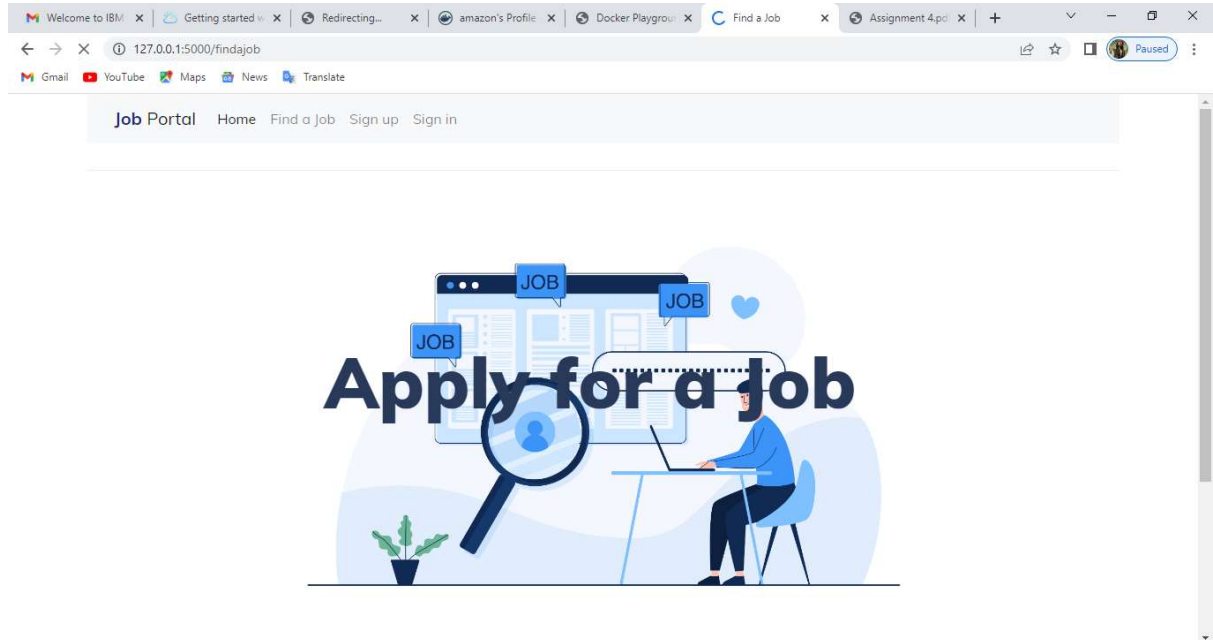 Welcome to IBM Getting started w Redirecting... amazon's Profile Docker Playgrou Find a Job Assignment 4.pd
127.0.0.1:5000/findajob Paused
Gmail YouTube Maps News Translate
Job Portal Home Find a Job Sign up Sign in
JOB
JOB
JOB
Apply for a Job